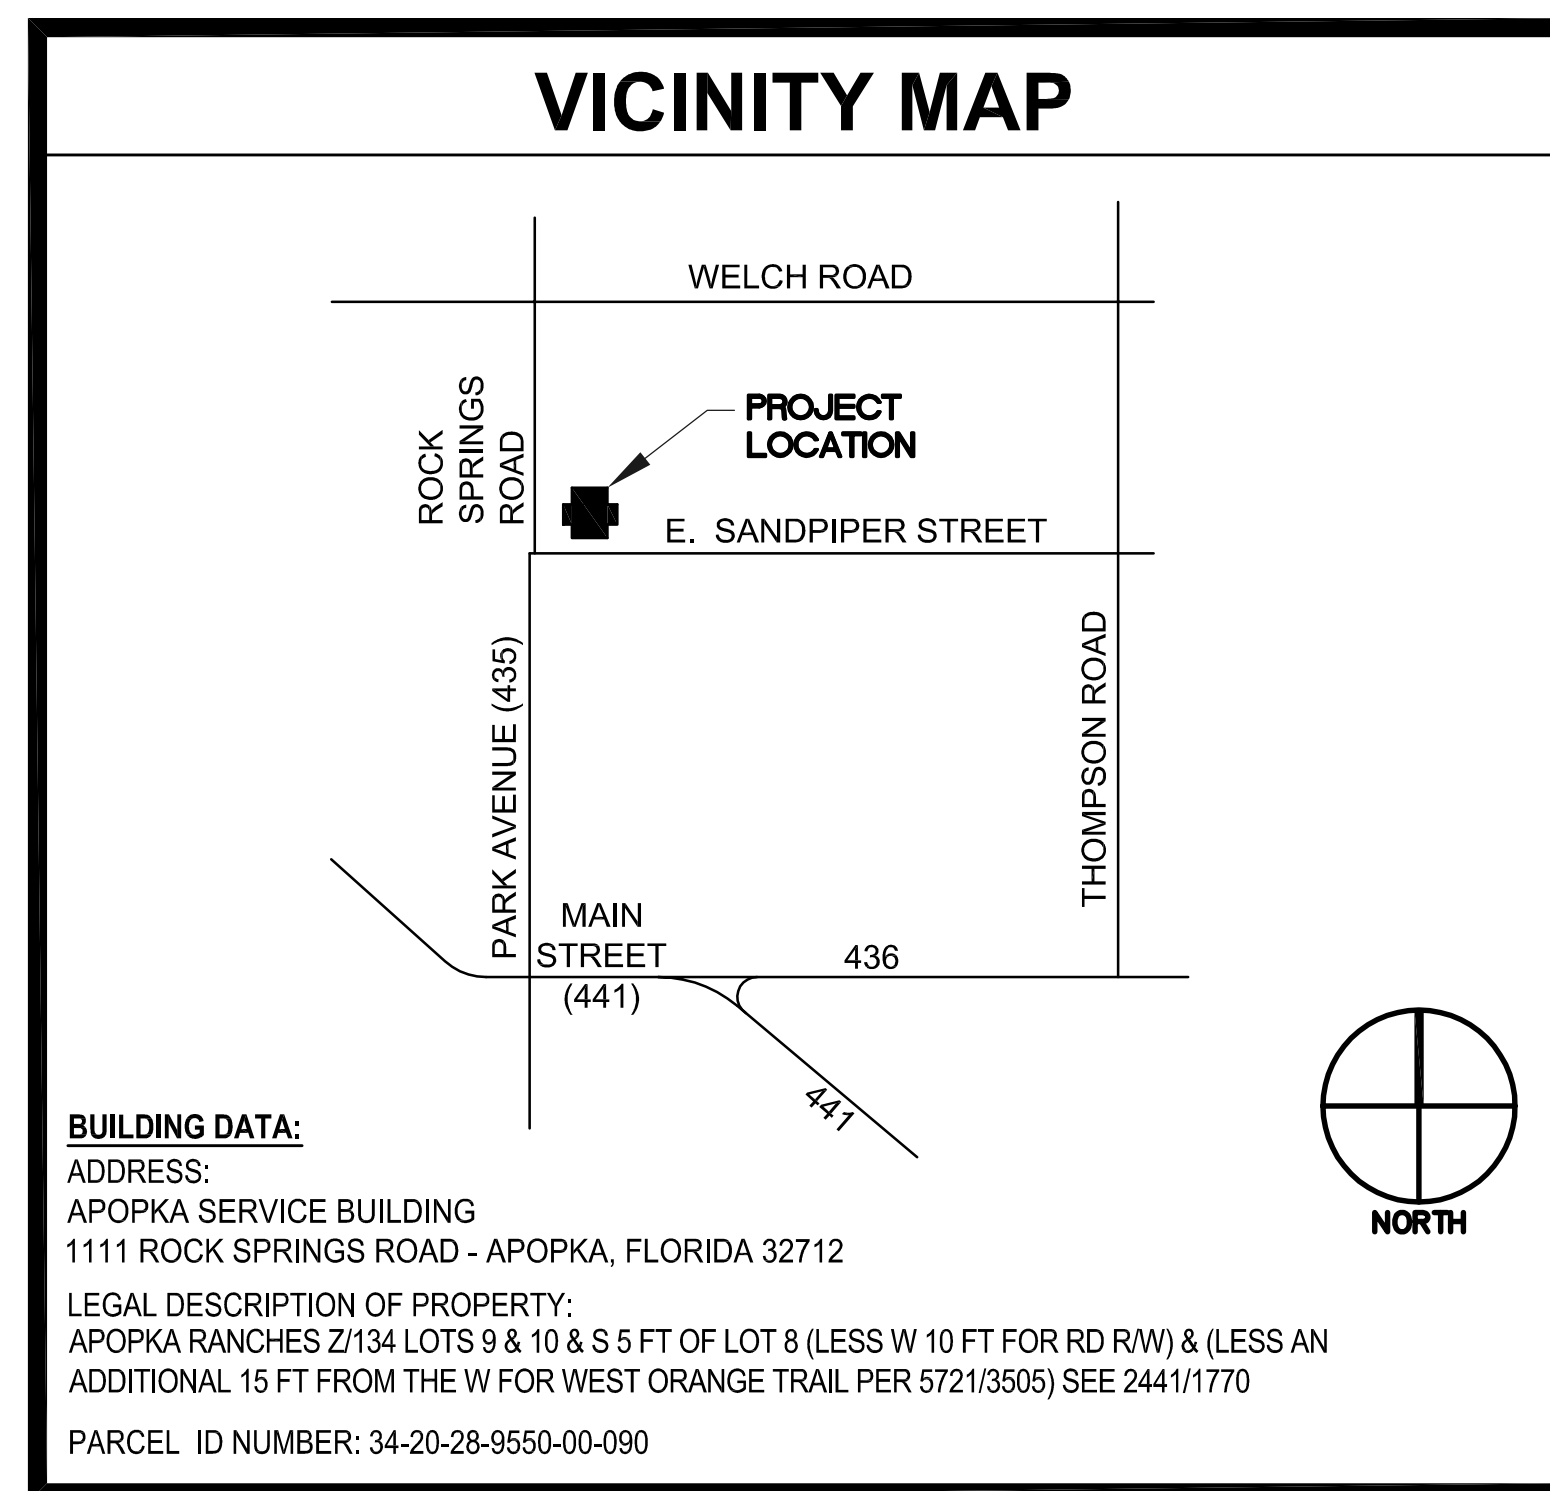 VICINITY MAP
WELCH ROAD
ROCK
SPRINGS
ROAD
PROJECT
LOCATION
E. SANDPIPER STREET
PARK AVENUE (435)
THOMPSON ROAD
MAIN
STREET
(441)
436
441
NORTH
BUILDING DATA:
ADDRESS:
APOPKA SERVICE BUILDING
1111 ROCK SPRINGS ROAD - APOPKA, FLORIDA 32712
LEGAL DESCRIPTION OF PROPERTY:
APOPKA RANCHES Z/134 LOTS 9 & 10 & S 5 FT OF LOT 8 (LESS W 10 FT FOR RD R/W) & (LESS AN
ADDITIONAL 15 FT FROM THE W FOR WEST ORANGE TRAIL PER 5721/3505) SEE 2441/1770
PARCEL ID NUMBER: 34-20-28-9550-00-090